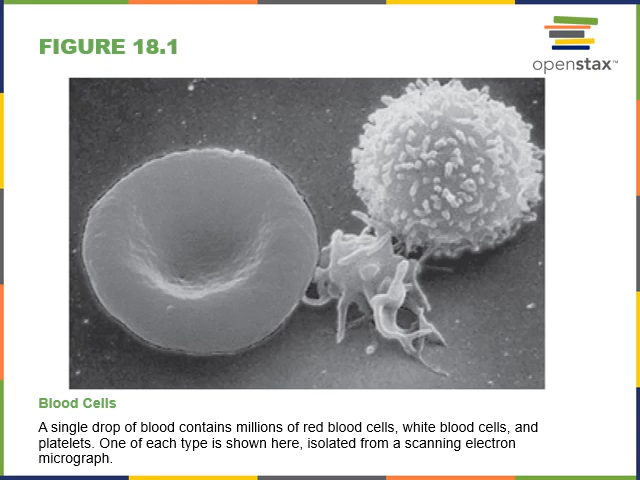 FIGURE 18.1
openstax™
Blood Cells
A single drop of blood contains millions of red blood cells, white blood cells, and
platelets. One of each type is shown here, isolated from a scanning electron
micrograph.